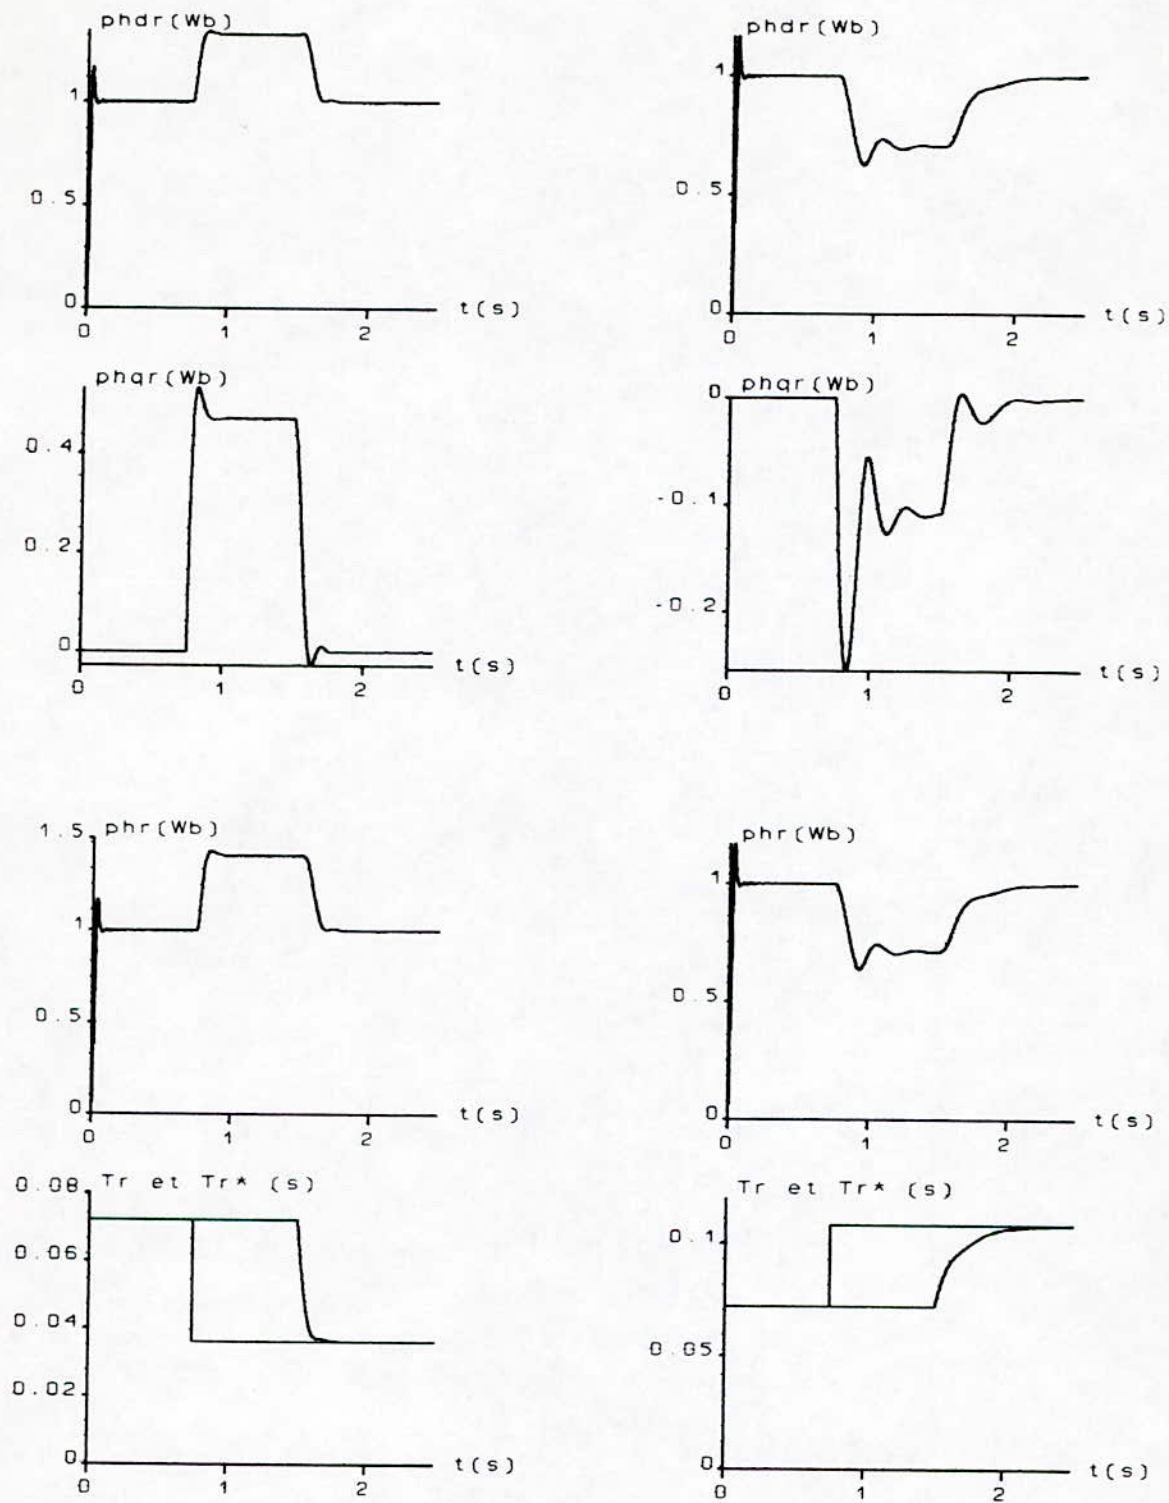 phdr(Wb)
1
0.5
0
0 1 2 t(s)
phdr(Wb)
1
0.5
0
0 1 2 t(s)
phqr(Wb)
0.4
0.2
0
0 1 2 t(s)
phqr(Wb)
0
-0.1
-0.2
0 1 2 t(s)
phr(Wb)
1.5
1
0.5
0
0 1 2 t(s)
phr(Wb)
1
0.5
0
0 1 2 t(s)
Tr et Tr* (s)
0.08
0.06
0.04
0.02
0
0 1 2 t(s)
Tr et Tr* (s)
0.1
0.05
0
0 1 2 t(s)